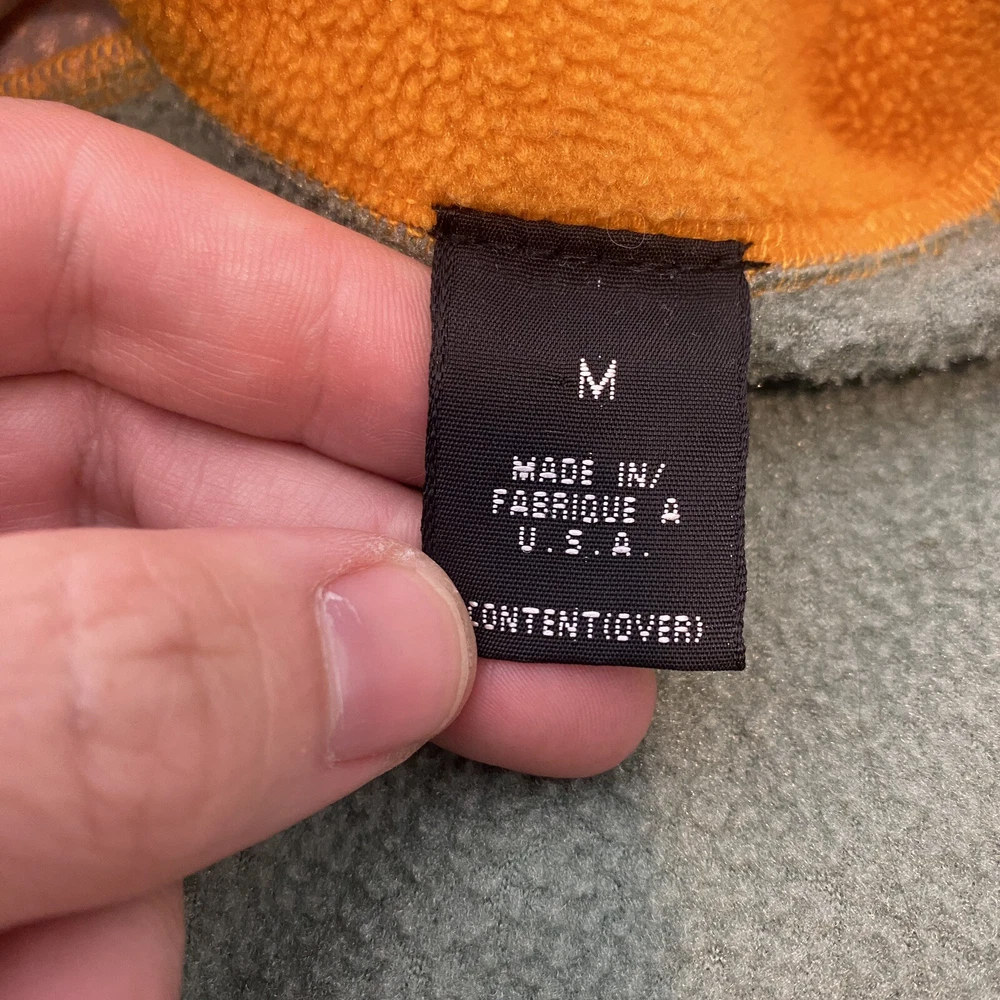 M
MADE IN/
FABRIQUE A
U.S.A.
CONTENT(OVER)